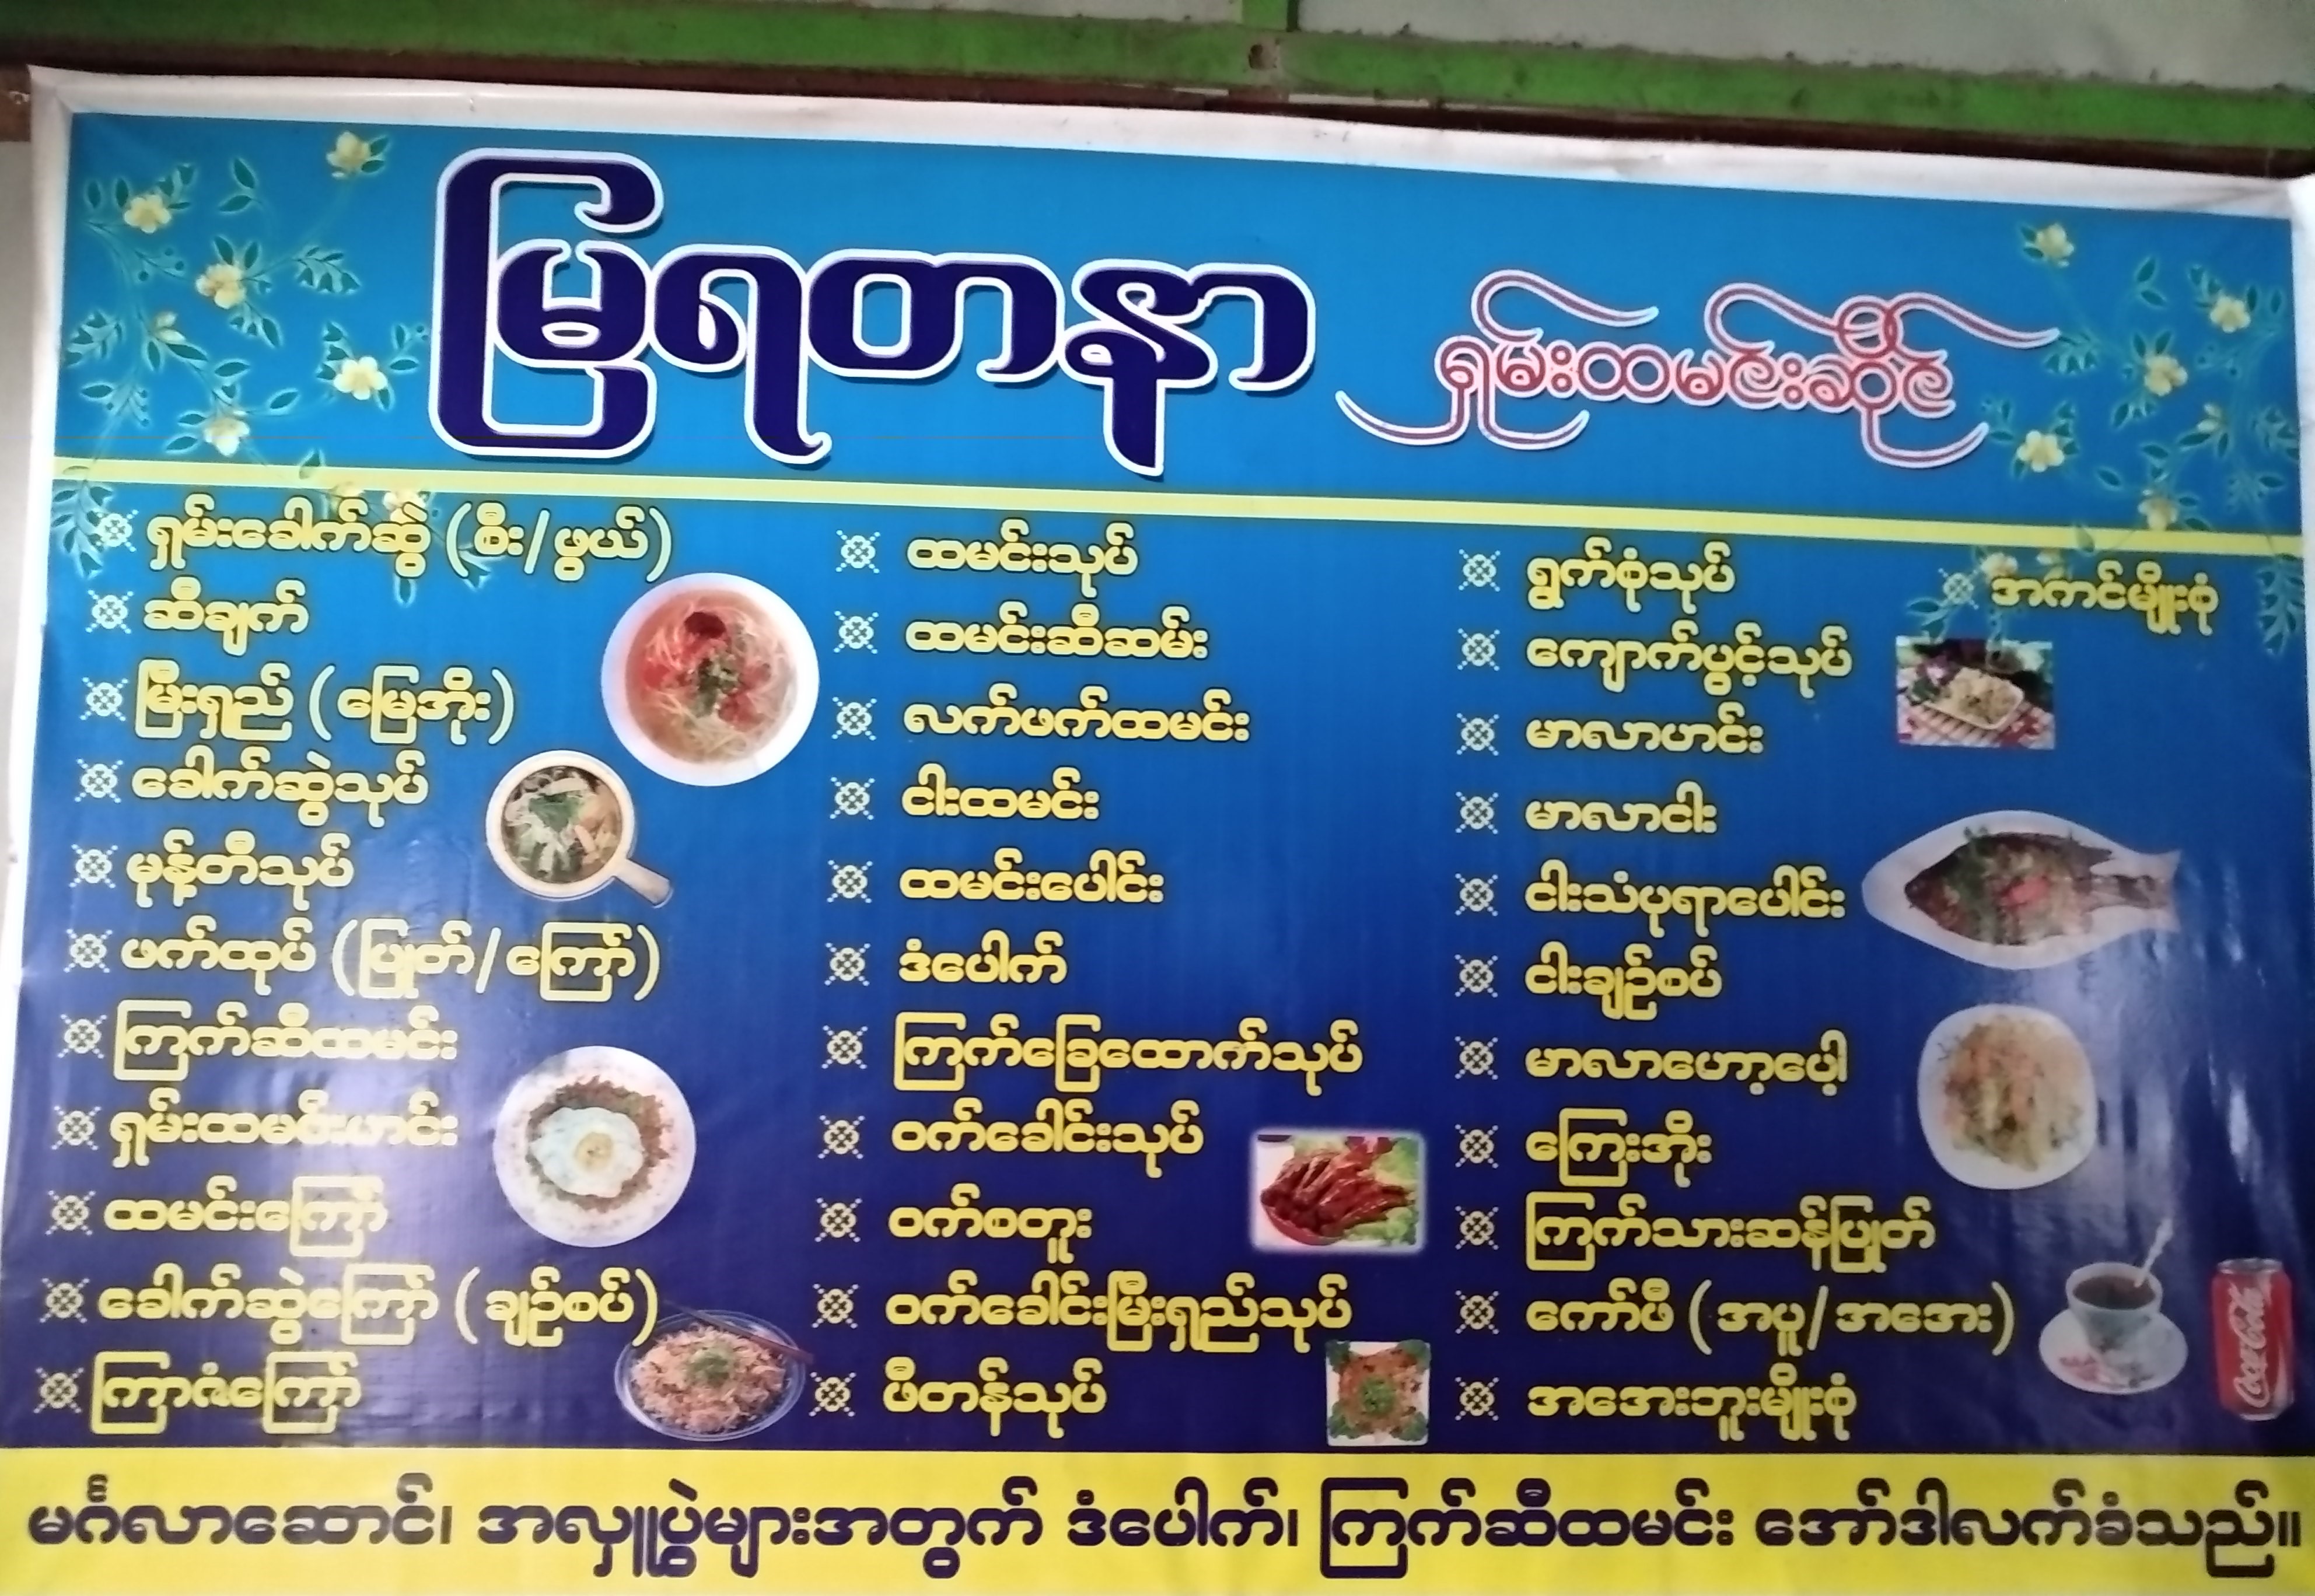 မြရတနာ ရှမ်းထမင်းဆိုင်
ရှမ်းခေါက်ဆွဲ (စီး/ဖွယ်)
ဆီချက်
မြီးရှည် (မြေအိုး)
ခေါက်ဆွဲသုပ်
မုန့်တီသုပ်
ဖက်ထုပ် (ပြုတ်/ကြော်)
ကြက်ဆီထမင်း
ရှမ်းထမင်းဟင်း
ထမင်းကြော်
ခေါက်ဆွဲကြော် (ချဉ်စပ်)
ကြာဇံကြော်
ထမင်းသုပ်
ထမင်းဆီဆမ်း
လက်ဖက်ထမင်း
ငါးထမင်း
ထမင်းပေါင်း
ဒံပေါက်
ကြက်ခြေထောက်သုပ်
ဝက်ခေါင်းသုပ်
ဝက်စတူး
ဝက်ခေါင်းမြီးရှည်သုပ်
ဖီတန်သုပ်
ရွက်စုံသုပ်
ကျောက်ပွင့်သုပ်
မာလာဟင်း
မာလာငါး
ငါးသံပုရာပေါင်း
ငါးချဉ်စပ်
မာလာဟော့ပေါ့
ကြေးအိုး
ကြက်သားဆန်ပြုတ်
ကော်ဖီ (အပူ/အအေး)
အအေးဘူးမျိုးစုံ
အကင်မျိုးစုံ
Coca-Cola
မင်္ဂလာဆောင်၊ အလှူပွဲများအတွက် ဒံပေါက်၊ ကြက်ဆီထမင်း အော်ဒါလက်ခံသည်။